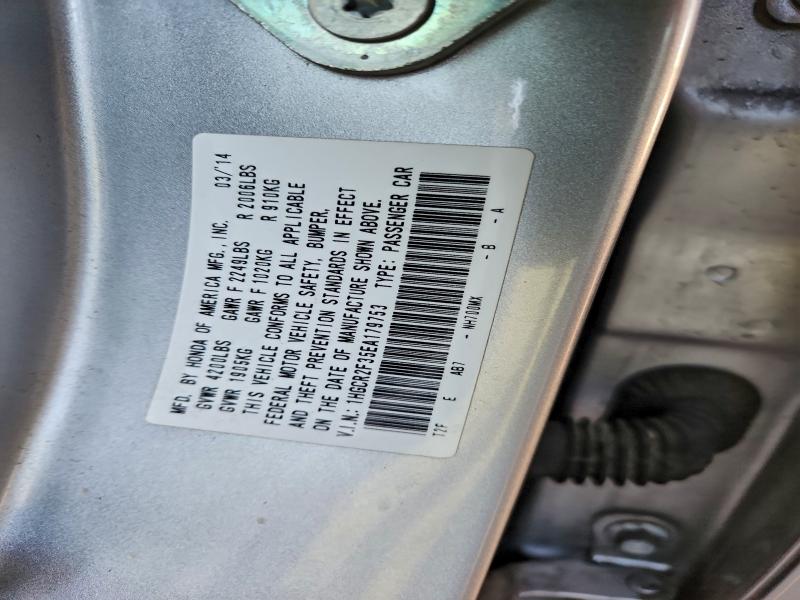 MFD. BY HONDA OF AMERICA MFG., INC. 03/'14
GVWR 4200LBS GAWR F 2249LBS R 2006LBS
GVWR 1905KG GAWR F 1021KG R 910KG
THIS VEHICLE CONFORMS TO ALL APPLICABLE
FEDERAL MOTOR VEHICLE SAFETY, BUMPER,
AND THEFT PREVENTION STANDARDS IN EFFECT
ON THE DATE OF MANUFACTURE SHOWN ABOVE.
V.I.N.: 1HGCR2F35EA179753 TYPE: PASSENGER CAR
T2F E AB7 - NH700MX - B - A